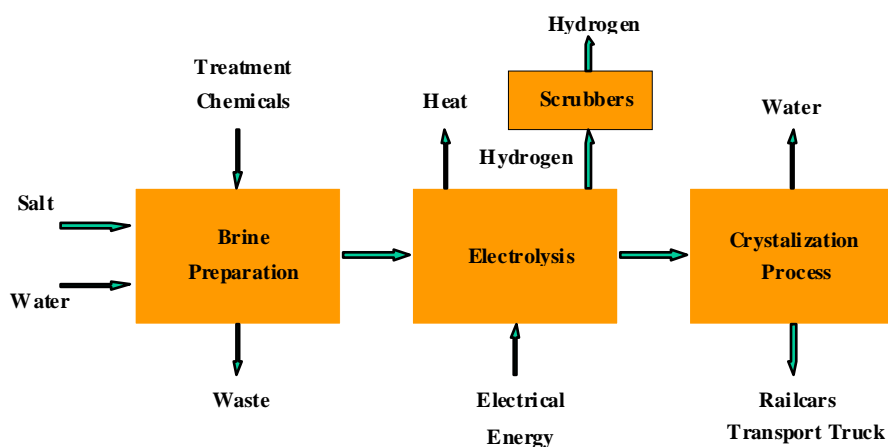 Hydrogen
Treatment
Chemicals
Heat
Scrubbers
Water
Hydrogen
Salt
Brine
Preparation
Electrolysis
Crystalization
Process
Water
Waste
Electrical
Energy
Railcars
Transport Truck